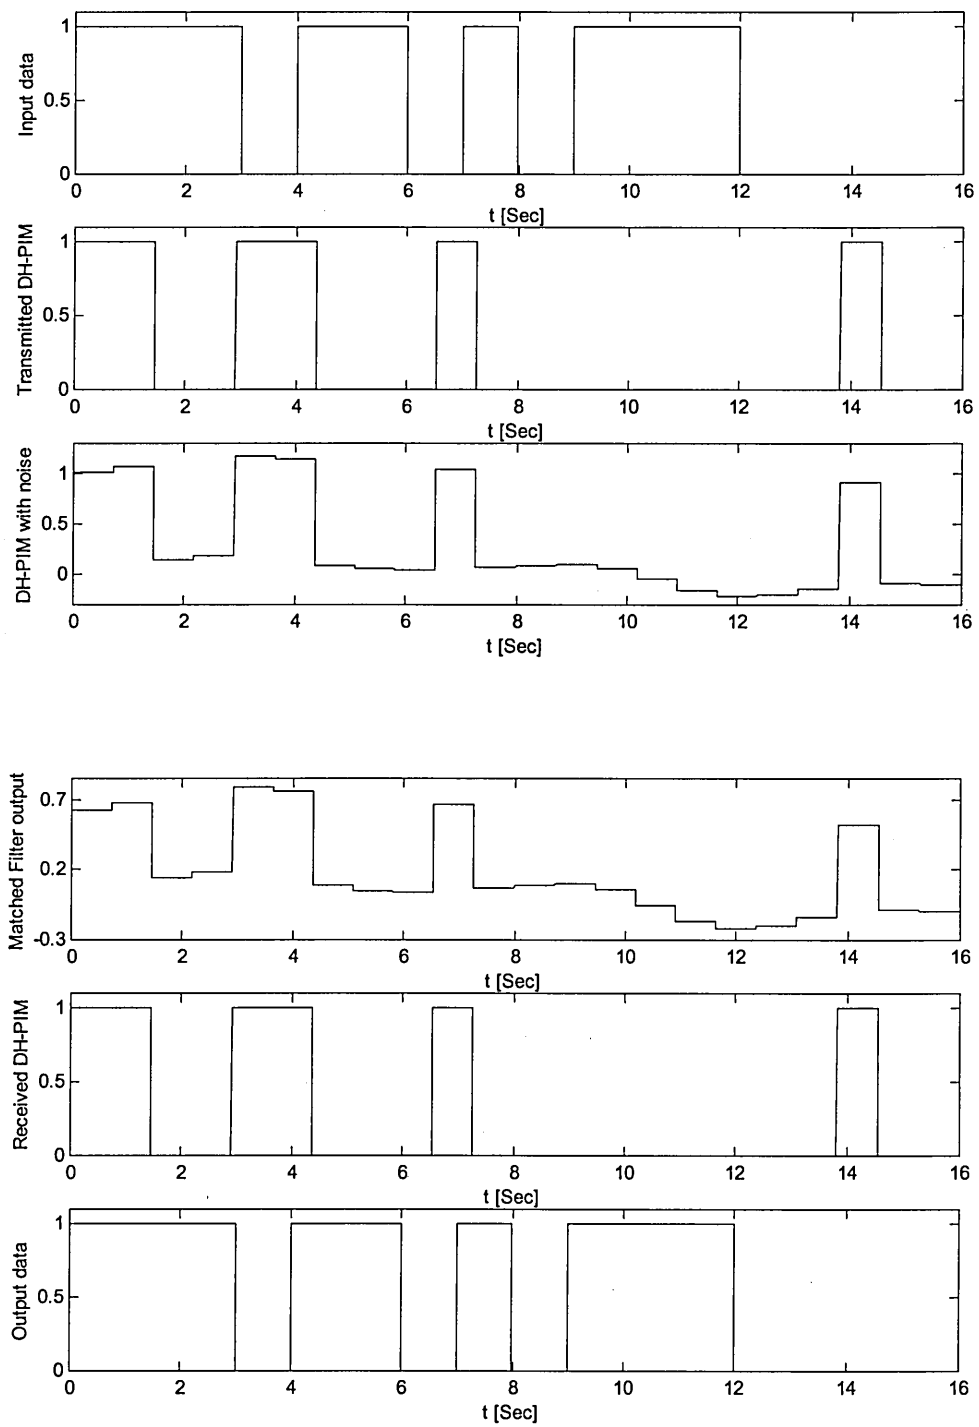 Input data
1
0.5
0
0 2 4 6 8 10 12 14 16
t [Sec]
Transmitted DH-PIM
1
0.5
0
0 2 4 6 8 10 12 14 16
t [Sec]
DH-PIM with noise
1
0.5
0
0 2 4 6 8 10 12 14 16
t [Sec]
Matched Filter output
0.7
0.2
-0.3
0 2 4 6 8 10 12 14 16
t [Sec]
Received DH-PIM
1
0.5
0
0 2 4 6 8 10 12 14 16
t [Sec]
Output data
1
0.5
0
0 2 4 6 8 10 12 14 16
t [Sec]